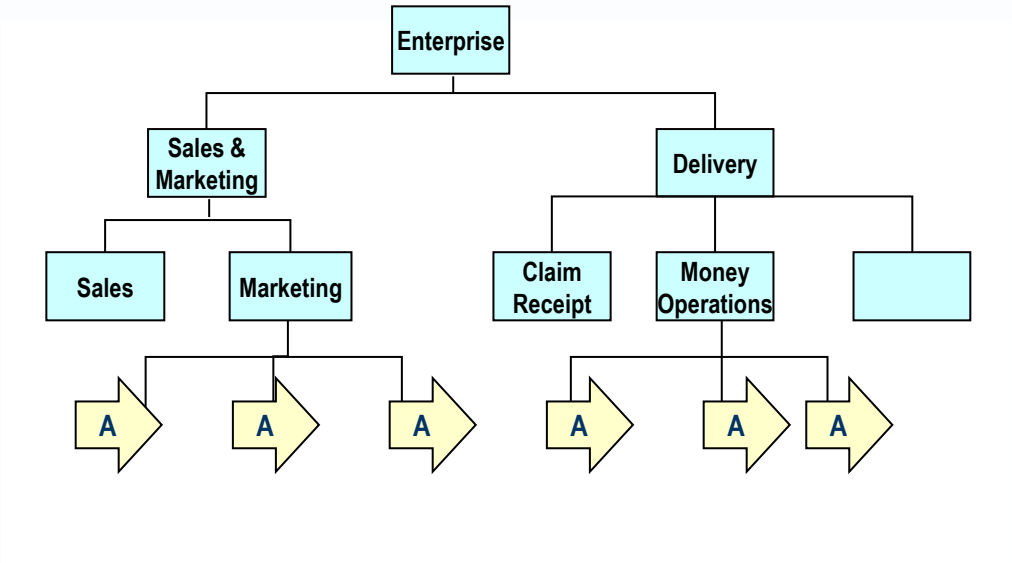 Enterprise
Sales &
Marketing
Delivery
Sales
Marketing
Claim
Receipt
Money
Operations
A
A
A
A
A
A